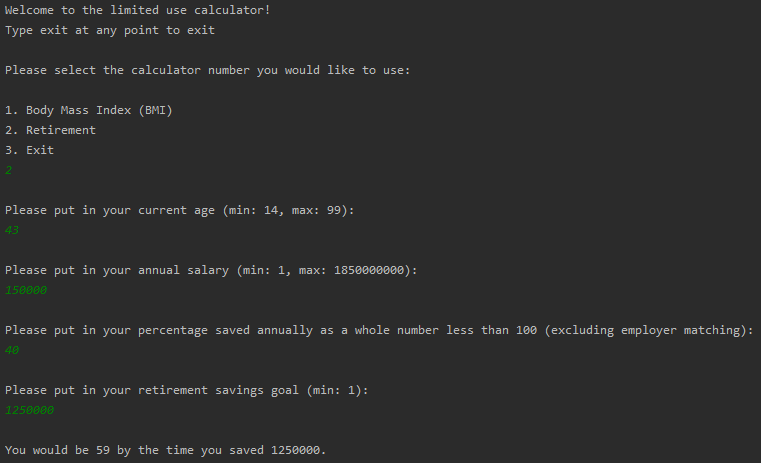 Welcome to the limited use calculator!
Type exit at any point to exit
Please select the calculator number you would like to use:
1. Body Mass Index (BMI)
2. Retirement
3. Exit
2
Please put in your current age (min: 14, max: 99):
43
Please put in your annual salary (min: 1, max: 1850000000):
150000
Please put in your percentage saved annually as a whole number less than 100 (excluding employer matching):
40
Please put in your retirement savings goal (min: 1):
1250000
You would be 59 by the time you saved 1250000.